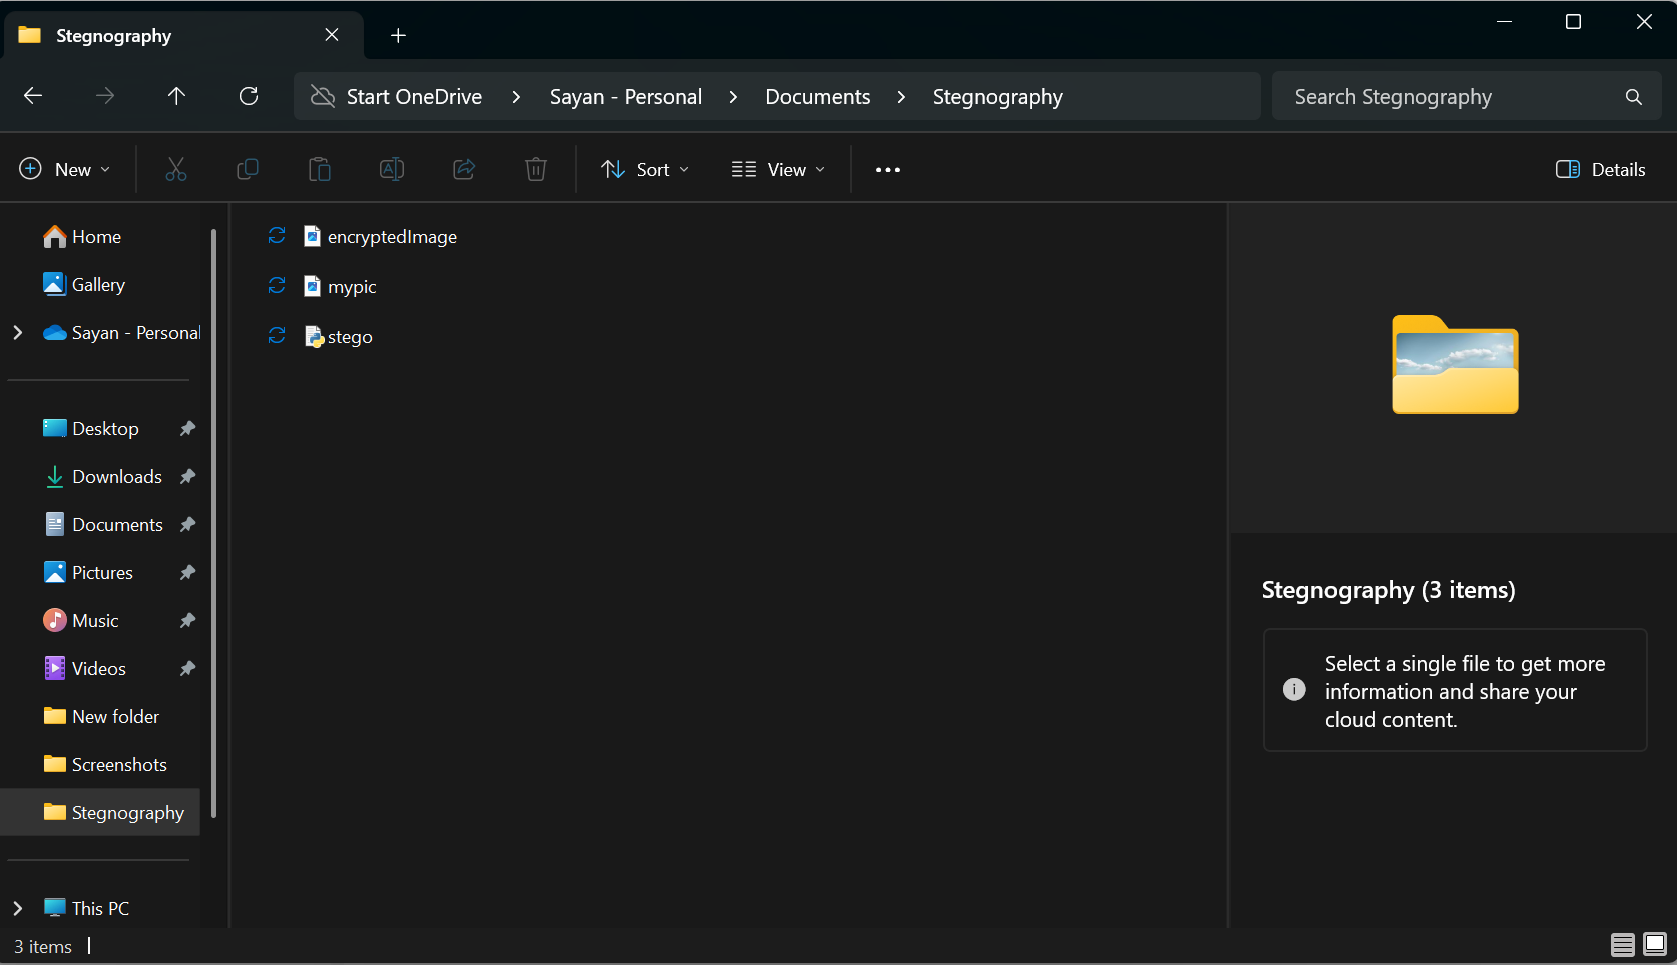 Stegnography
Start OneDrive > Sayan - Personal > Documents > Stegnography
Search Stegnography
New
Sort
View
Details
Home
Gallery
Sayan - Personal
Desktop
Downloads
Documents
Pictures
Music
Videos
New folder
Screenshots
Stegnography
This PC
encryptedImage
mypic
stego
Stegnography (3 items)
Select a single file to get more
information and share your
cloud content.
3 items